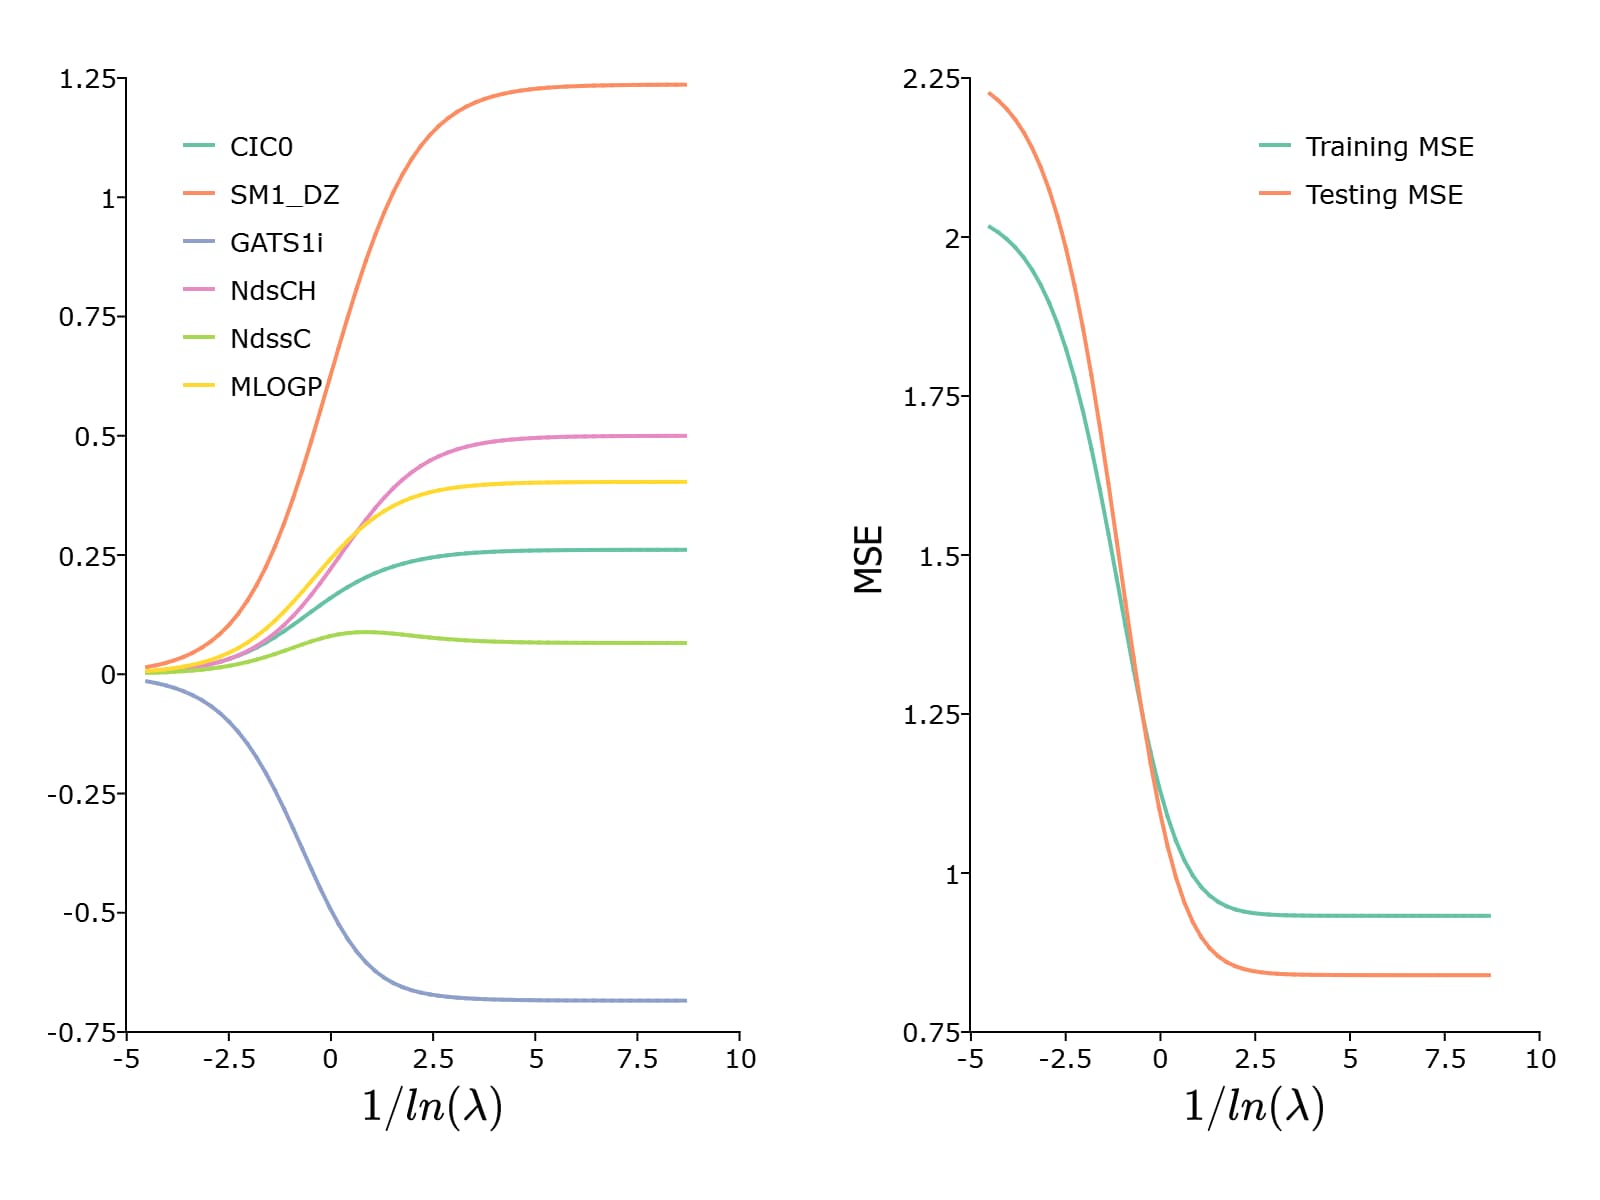 1.25
1
0.75
0.5
0.25
0
-0.25
-0.5
-0.75
-5
-2.5
0
2.5
5
7.5
10
1/ln(λ)
CIC0
SM1_DZ
GATS1i
NdsCH
NdssC
MLOGP
MSE
2.25
2
1.75
1.5
1.25
1
0.75
-5
-2.5
0
2.5
5
7.5
10
1/ln(λ)
Training MSE
Testing MSE